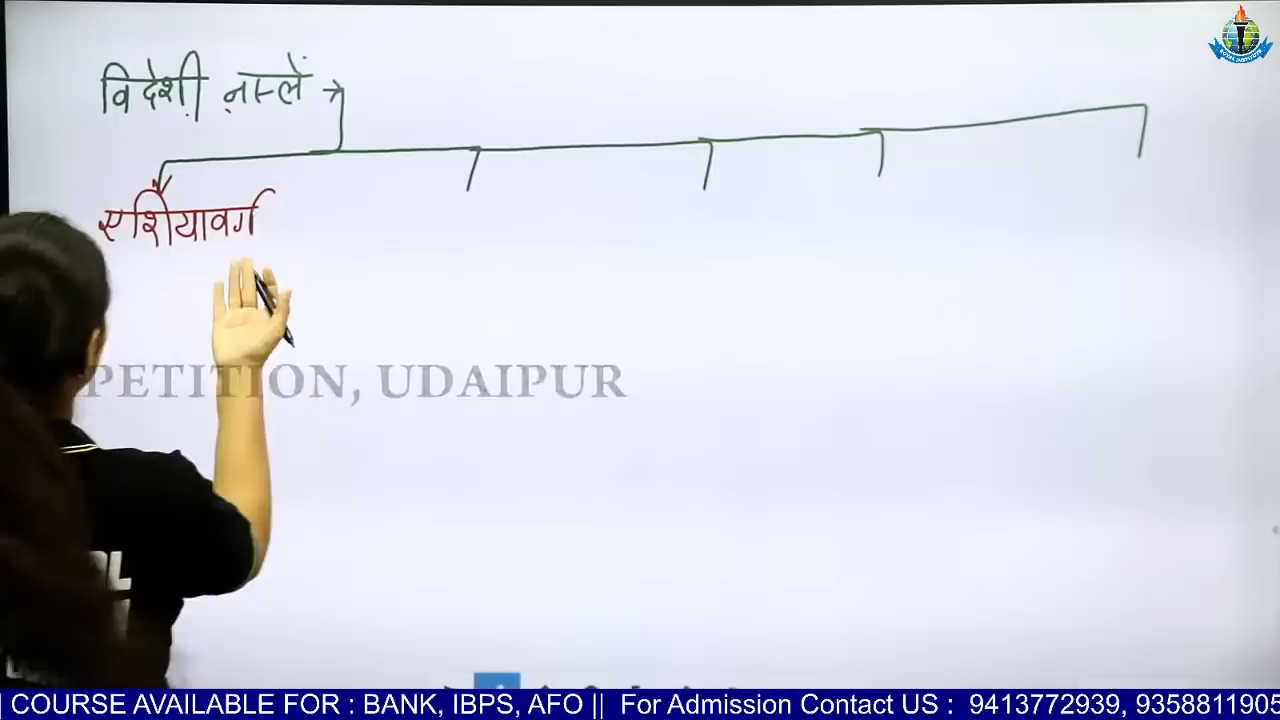 विदेशी नस्लें →
एशियावर्ग
PETITION, UDAIPUR
| COURSE AVAILABLE FOR : BANK, IBPS, AFO || For Admission Contact US : 9413772939, 9358811905